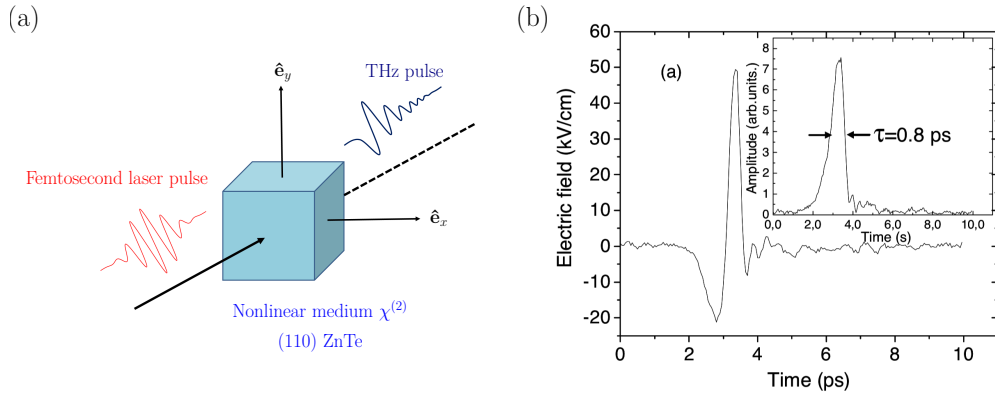 (a)
ê_y
THz pulse
Femtosecond laser pulse
ê_x
Nonlinear medium χ^(2)
(110) ZnTe
(b)
60
50
40
30
20
10
0
-10
-20
Electric field (kV/cm)
0
2
4
6
8
10
Time (ps)
(a)
8
7
6
5
4
3
2
1
0
Amplitude (arb.units.)
τ=0.8 ps
0,0
2,0
4,0
6,0
8,0
10,0
Time (s)